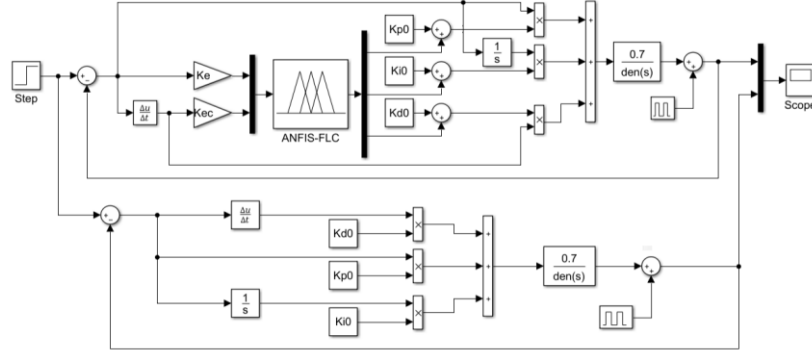 Step
Ke
Kec
Δu
Δt
ANFIS-FLC
Kp0
Ki0
Kd0
1
s
×
×
×
0.7
den(s)
Scope
Δu
Δt
Kd0
Kp0
1
s
Ki0
×
×
×
0.7
den(s)